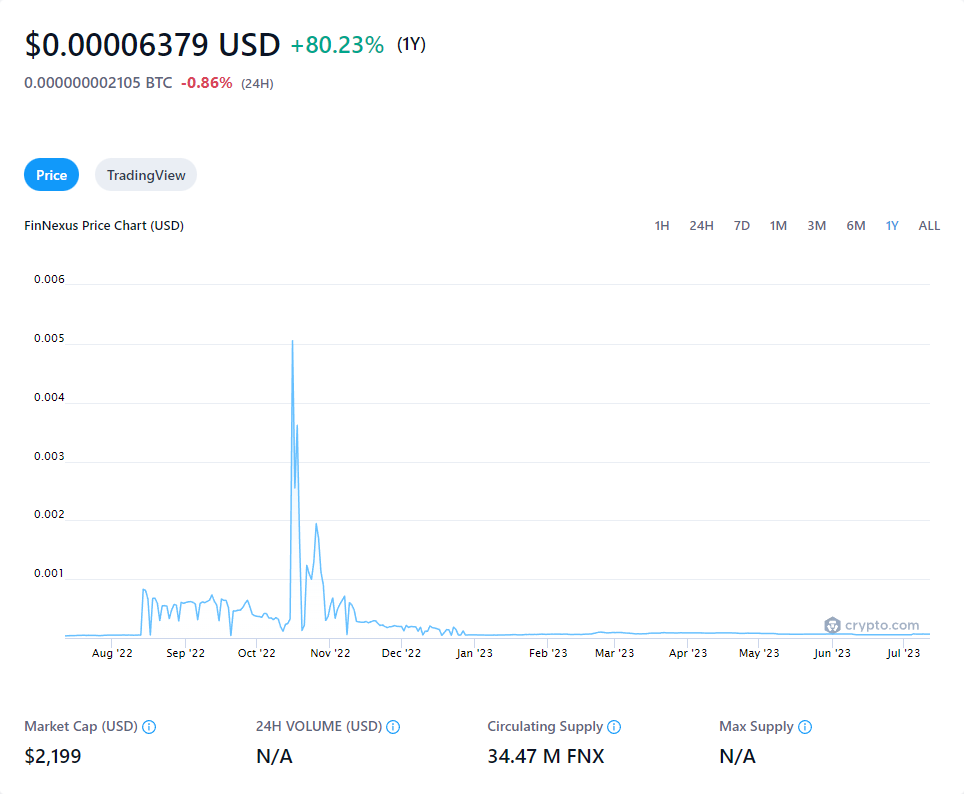 $0.00006379 USD +80.23% (1Y)
0.000000002105 BTC -0.86% (24H)
Price TradingView
FinNexus Price Chart (USD) 1H 24H 7D 1M 3M 6M 1Y ALL
0.006
0.005
0.004
0.003
0.002
0.001
crypto.com
Aug '22 Sep '22 Oct '22 Nov '22 Dec '22 Jan '23 Feb '23 Mar '23 Apr '23 May '23 Jun '23 Jul '23
Market Cap (USD) 24H VOLUME (USD) Circulating Supply Max Supply
$2,199 N/A 34.47 M FNX N/A